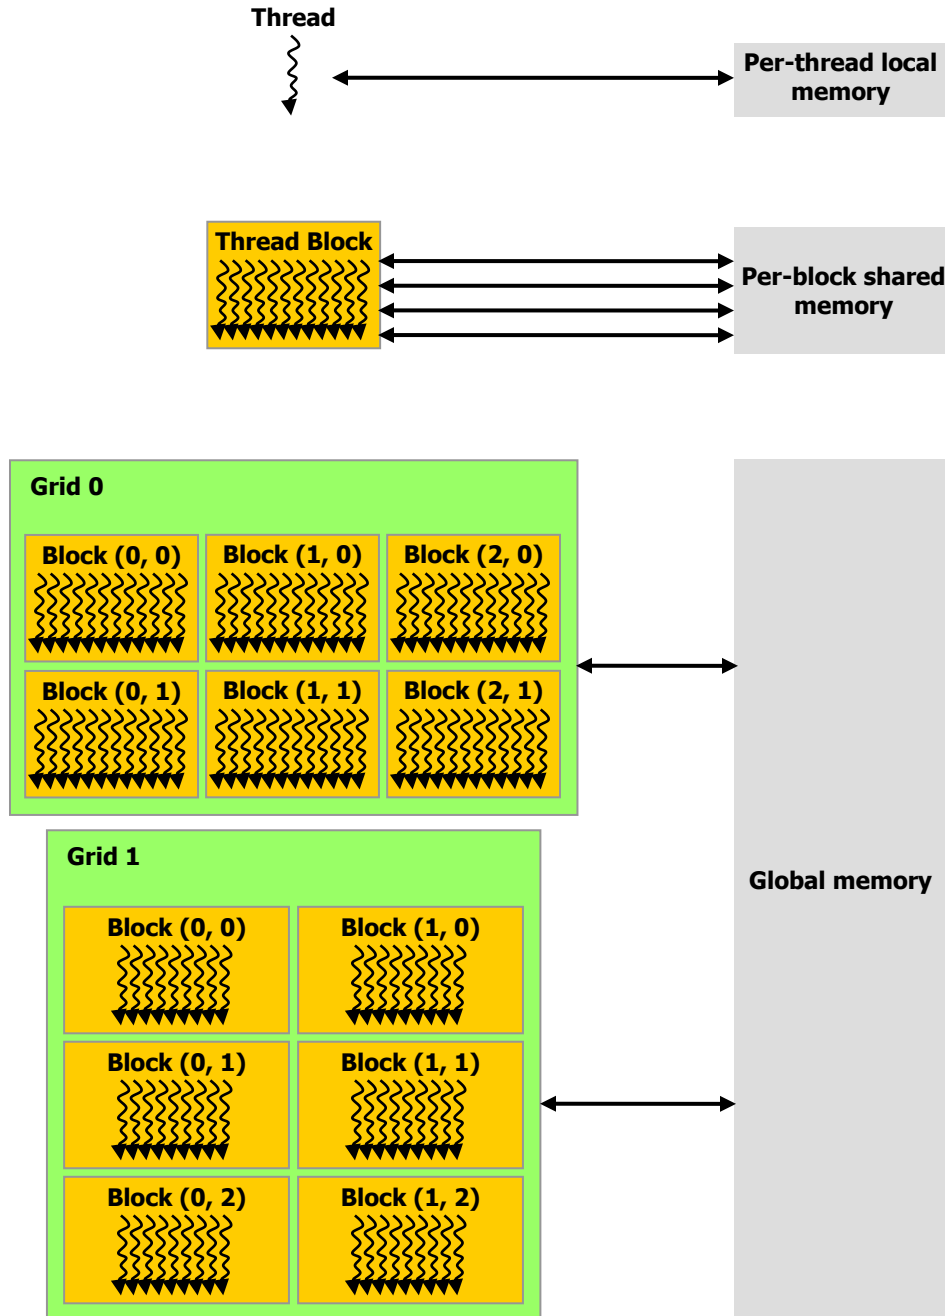 Thread
Per-thread local
memory
Thread Block
Per-block shared
memory
Grid 0
Block (0, 0)
Block (1, 0)
Block (2, 0)
Block (0, 1)
Block (1, 1)
Block (2, 1)
Grid 1
Global memory
Block (0, 0)
Block (1, 0)
Block (0, 1)
Block (1, 1)
Block (0, 2)
Block (1, 2)